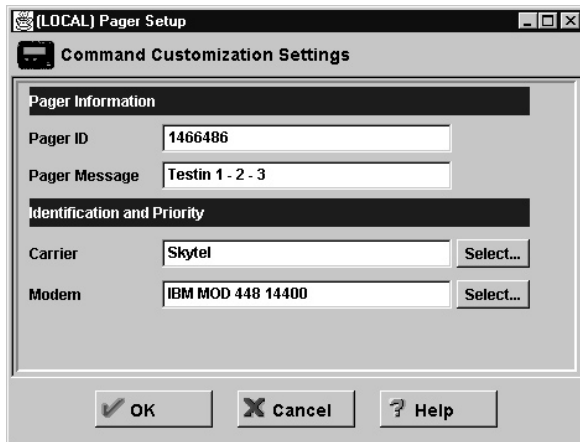 (LOCAL) Pager Setup
Command Customization Settings
Pager Information
Pager ID 1466486
Pager Message Testin 1 - 2 - 3
Identification and Priority
Carrier Skytel Select...
Modem IBM MOD 448 14400 Select...
OK Cancel Help